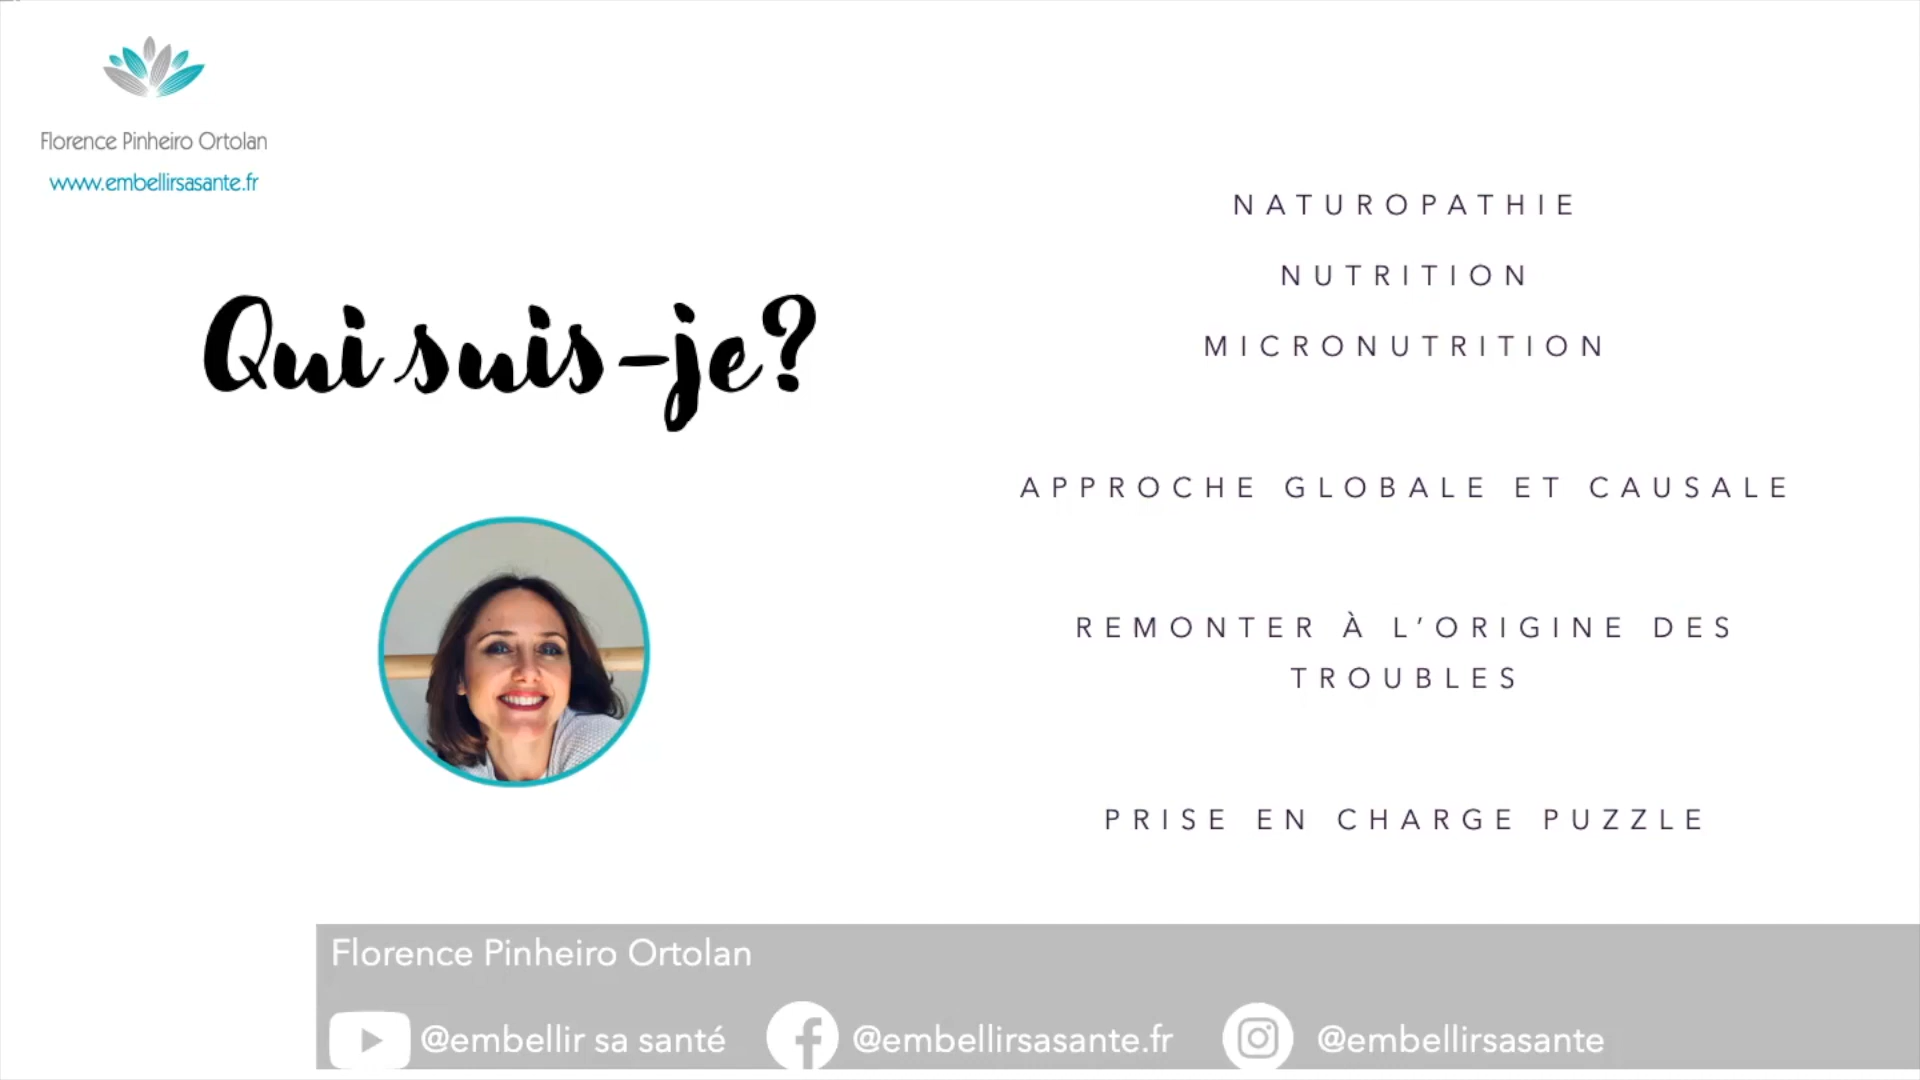 Florence Pinheiro Ortolan
www.embellirsasante.fr
Qui suis-je?
NATUROPATHIE
NUTRITION
MICRONUTRITION
APPROCHE GLOBALE ET CAUSALE
REMONTER À L'ORIGINE DES
TROUBLES
PRISE EN CHARGE PUZZLE
Florence Pinheiro Ortolan
@embellir sa santé
@embellirsasante.fr
@embellirsasante